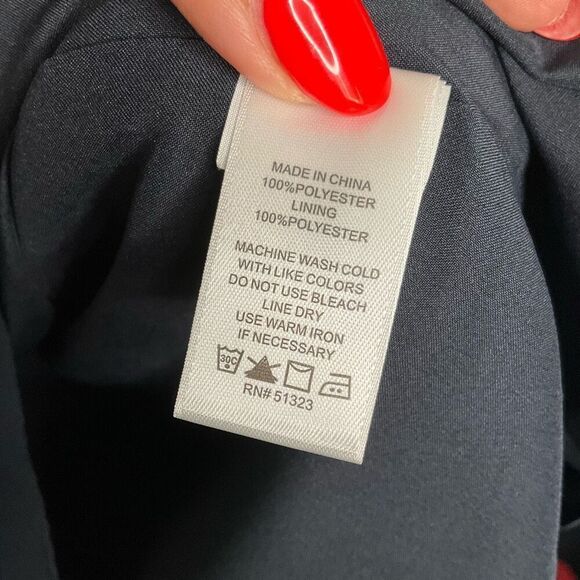 MADE IN CHINA
100%POLYESTER
LINING
100%POLYESTER
MACHINE WASH COLD
WITH LIKE COLORS
DO NOT USE BLEACH
LINE DRY
USE WARM IRON
IF NECESSARY
30C
RN# 51323